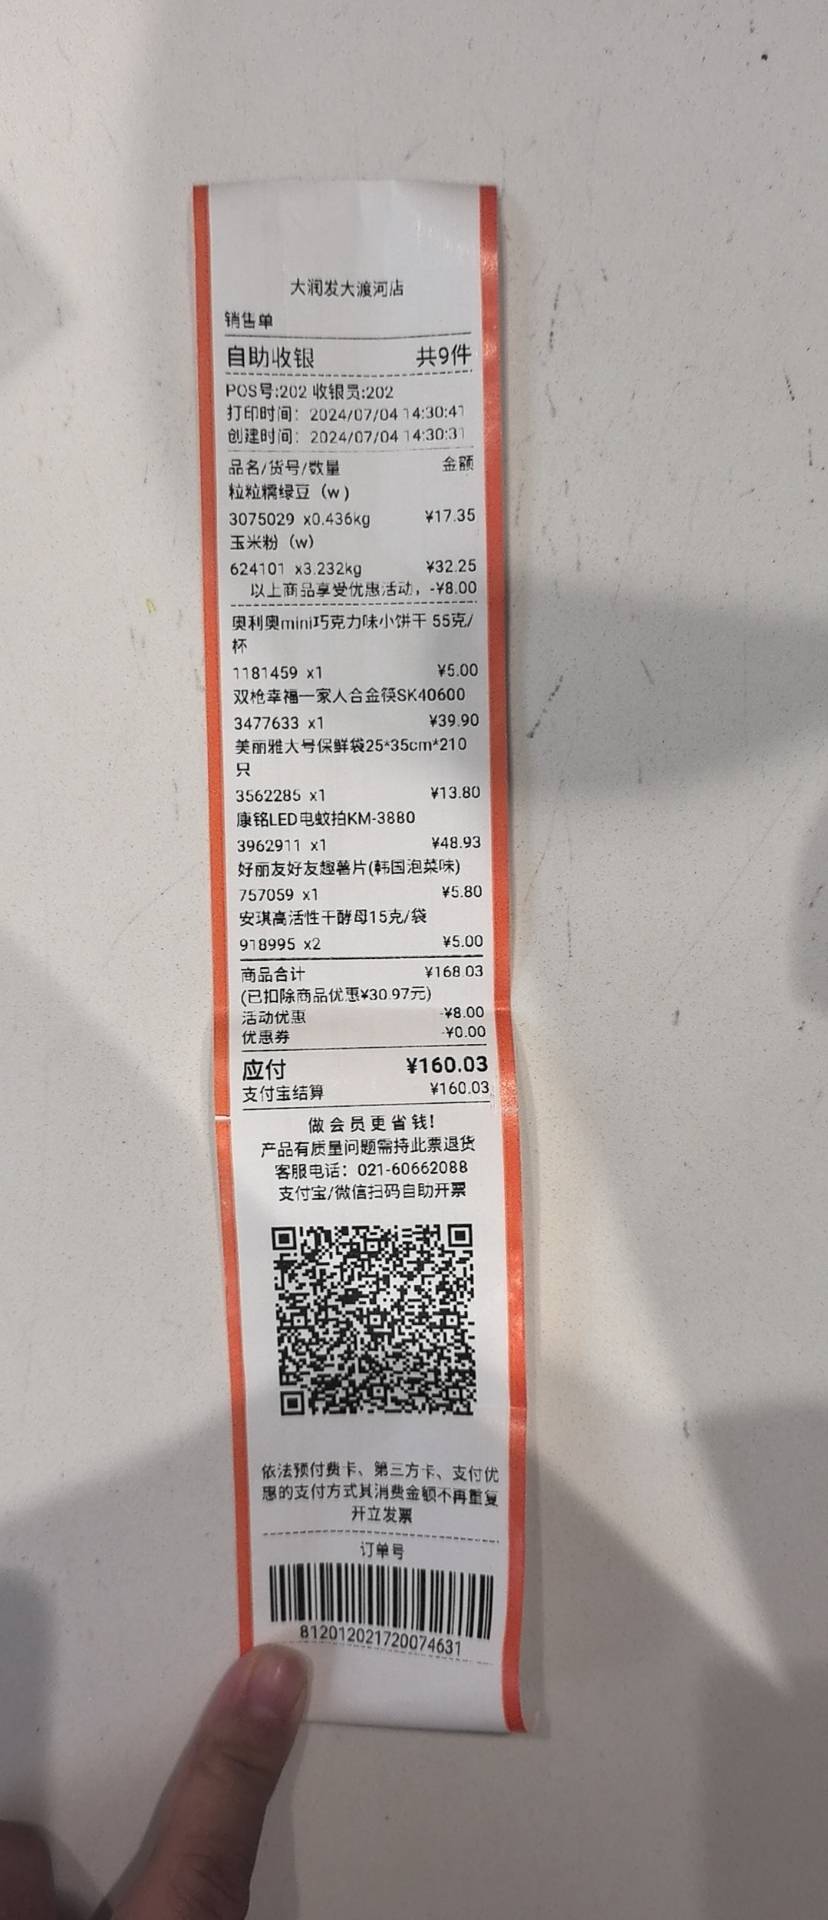 大润发大渡河店
销售单
自助收银 共9件
POS号:202 收银员:202
打印时间：2024/07/04 14:30:41
创建时间：2024/07/04 14:30:31
品名/货号/数量 金额
粒粒糯绿豆（w）
3075029 x0.436kg ¥17.35
玉米粉（w）
624101 x3.232kg ¥32.25
以上商品享受优惠活动，-¥8.00
奥利奥mini巧克力味小饼干 55克/
杯
1181459 x1 ¥5.00
双枪幸福一家人合金筷SK40600
3477633 x1 ¥39.90
美丽雅大号保鲜袋25*35cm*210
只
3562285 x1 ¥13.80
康铭LED电蚊拍KM-3880
3962911 x1 ¥48.93
好丽友好友趣薯片(韩国泡菜味)
757059 x1 ¥5.80
安琪高活性干酵母15克/袋
918995 x2 ¥5.00
商品合计 ¥168.03
(已扣除商品优惠¥30.97元)
活动优惠 -¥8.00
优惠券 -¥0.00
应付 ¥160.03
支付宝结算 ¥160.03
做会员更省钱!
产品有质量问题需持此票退货
客服电话：021-60662088
支付宝/微信扫码自助开票
依法预付费卡、第三方卡、支付优
惠的支付方式其消费金额不再重复
开立发票
订单号
812012021720074631